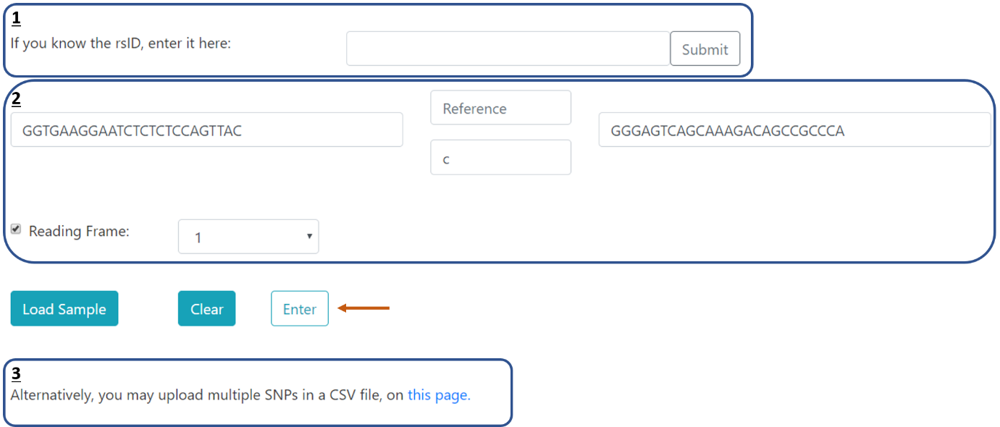 1
If you know the rsID, enter it here:
Submit
2
Reference
GGTGAAGGAATCTCTCTCCAGTTAC
GGGAGTCAGCAAAGACAGCCGCCCA
c
Reading Frame:
1
Load Sample
Clear
Enter
3
Alternatively, you may upload multiple SNPs in a CSV file, on this page.